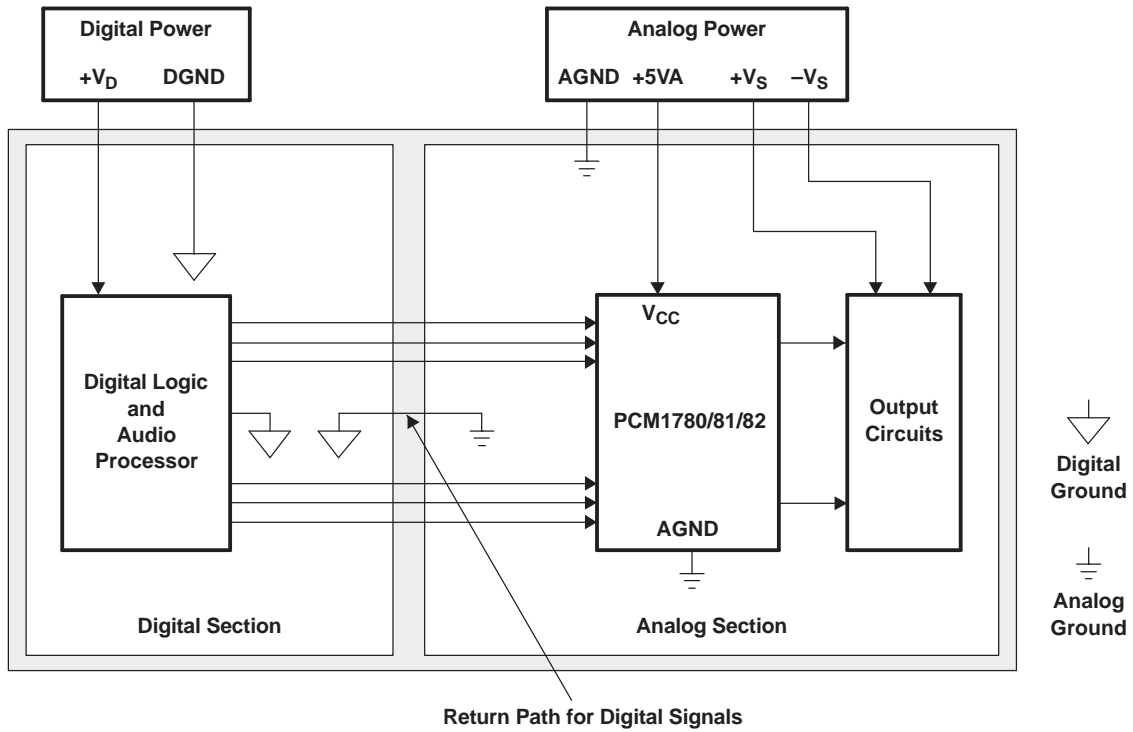 Digital Power
+VD DGND
Analog Power
AGND +5VA +VS –VS
Digital Logic
and
Audio
Processor
VCC
PCM1780/81/82
AGND
Output
Circuits
Digital
Ground
Analog
Ground
Digital Section
Analog Section
Return Path for Digital Signals